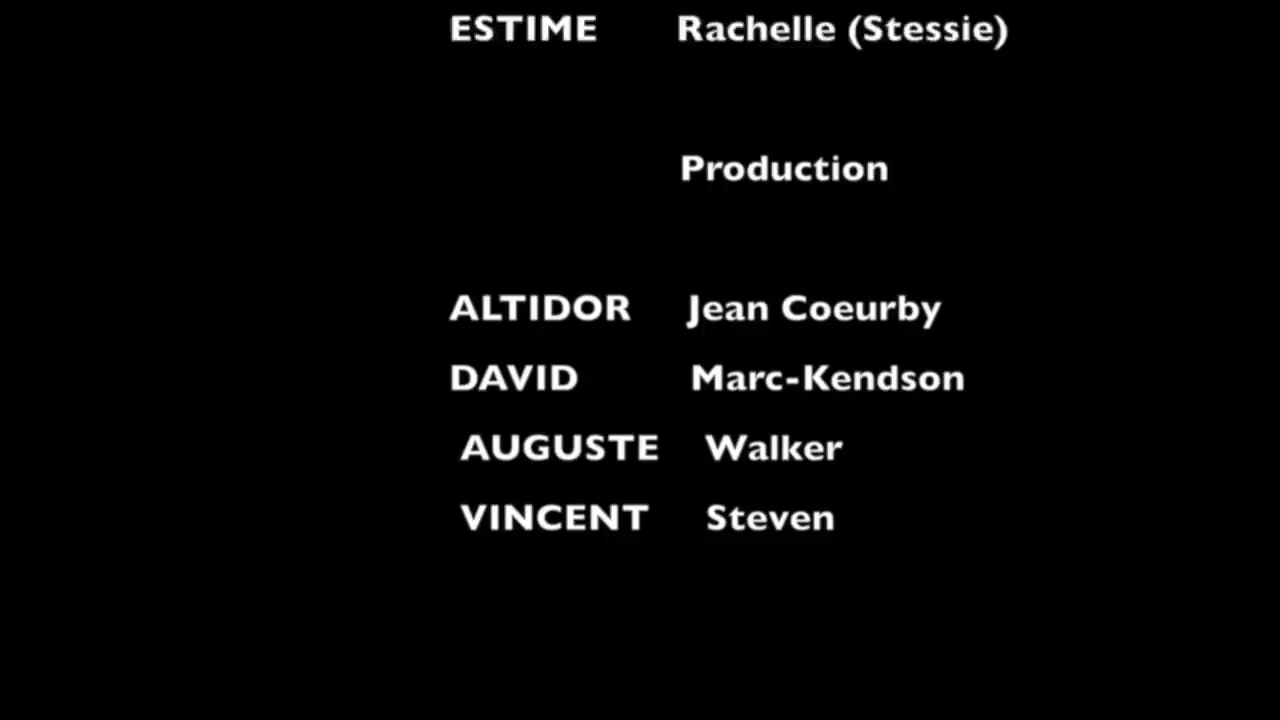 ESTIME Rachelle (Stessie)
Production
ALTIDOR Jean Coeurby
DAVID Marc-Kendson
AUGUSTE Walker
VINCENT Steven